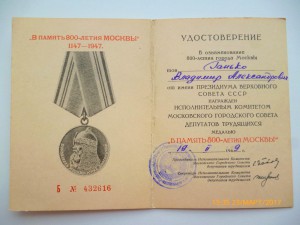 "В ПАМЯТЬ 800-ЛЕТИЯ МОСКВЫ"
1147–1947.
Б № 432616
УДОСТОВЕРЕНИЕ
В ознаменование
800-летия города Москвы
Ганько
Владимир Александрович
от имени ПРЕЗИДИУМА ВЕРХОВНОГО
СОВЕТА СССР
НАГРАЖДЕН
ИСПОЛНИТЕЛЬНЫМ КОМИТЕТОМ
МОСКОВСКОГО ГОРОДСКОГО СОВЕТА
ДЕПУТАТОВ ТРУДЯЩИХСЯ
МЕДАЛЬЮ
"В ПАМЯТЬ 800-ЛЕТИЯ МОСКВЫ"